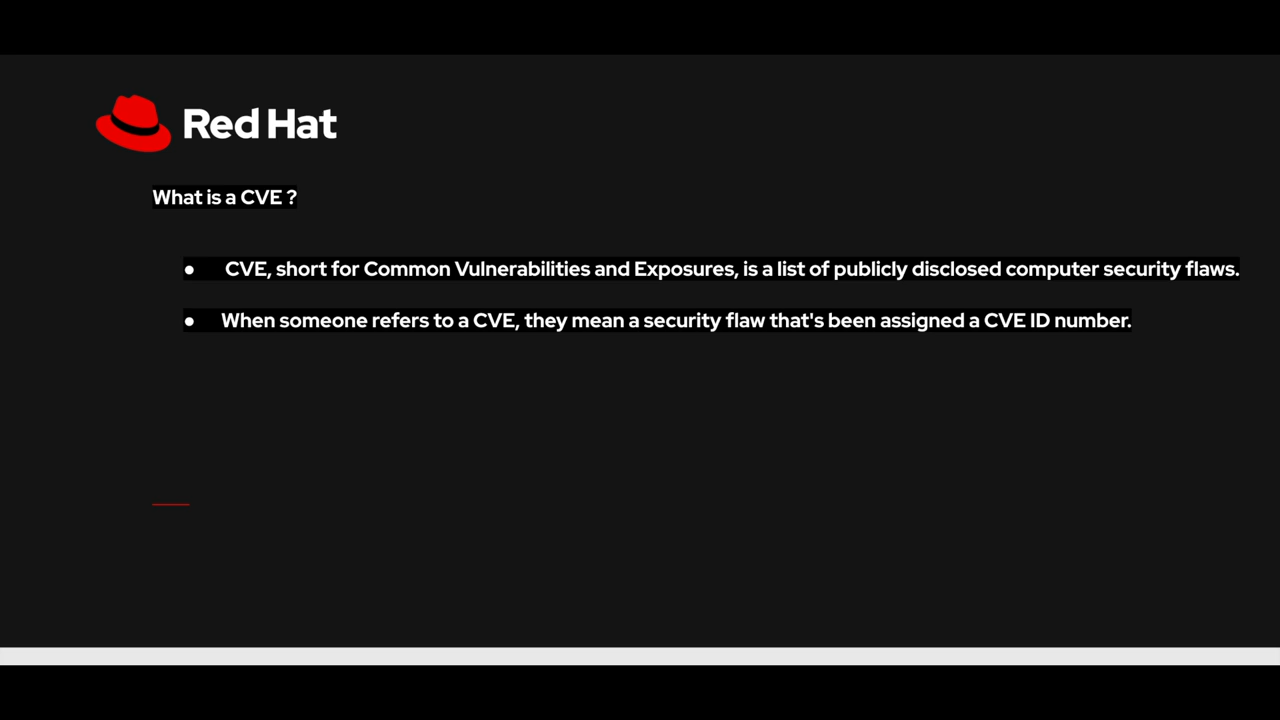 Red Hat
What is a CVE ?
● CVE, short for Common Vulnerabilities and Exposures, is a list of publicly disclosed computer security flaws.
● When someone refers to a CVE, they mean a security flaw that's been assigned a CVE ID number.